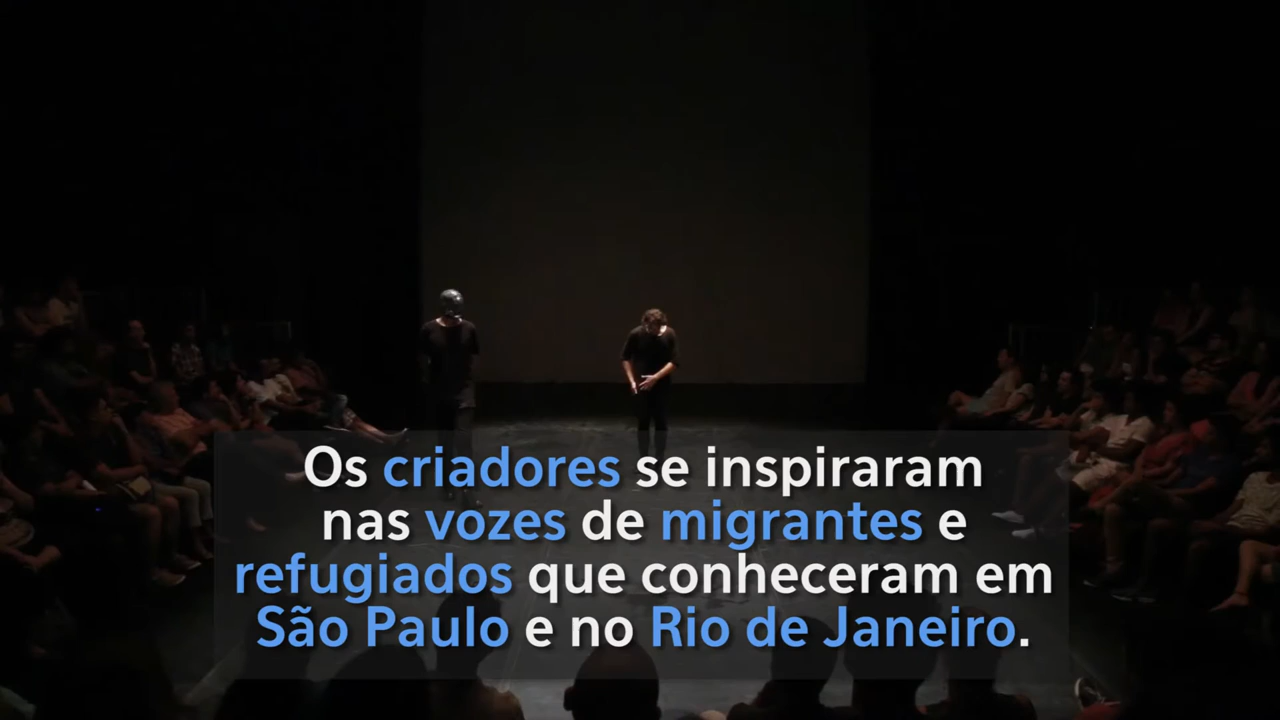 Os criadores se inspiraram
nas vozes de migrantes e
refugiados que conheceram em
São Paulo e no Rio de Janeiro.